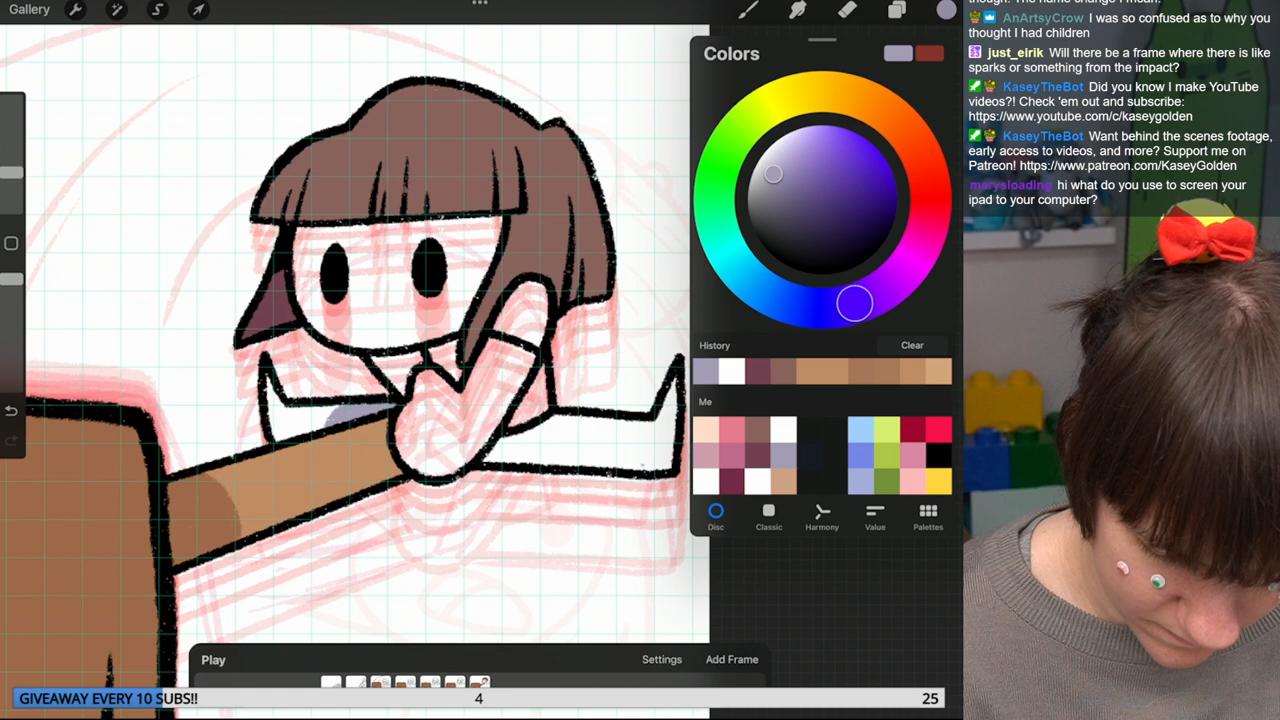 Gallery
Colors
History
Clear
Me
Disc
Classic
Harmony
Value
Palettes
Play
Settings
Add Frame
GIVEAWAY EVERY 10 SUBS!!
4
25
though. The name change I mean.
AnArtsyCrow I was so confused as to why you
thought I had children
just_eirik Will there be a frame where there is like
sparks or something from the impact?
KaseyTheBot Did you know I make YouTube
videos?! Check 'em out and subscribe:
https://www.youtube.com/c/kaseygolden
KaseyTheBot Want behind the scenes footage,
early access to videos, and more? Support me on
Patreon! https://www.patreon.com/KaseyGolden
marysloading hi what do you use to screen your
ipad to your computer?